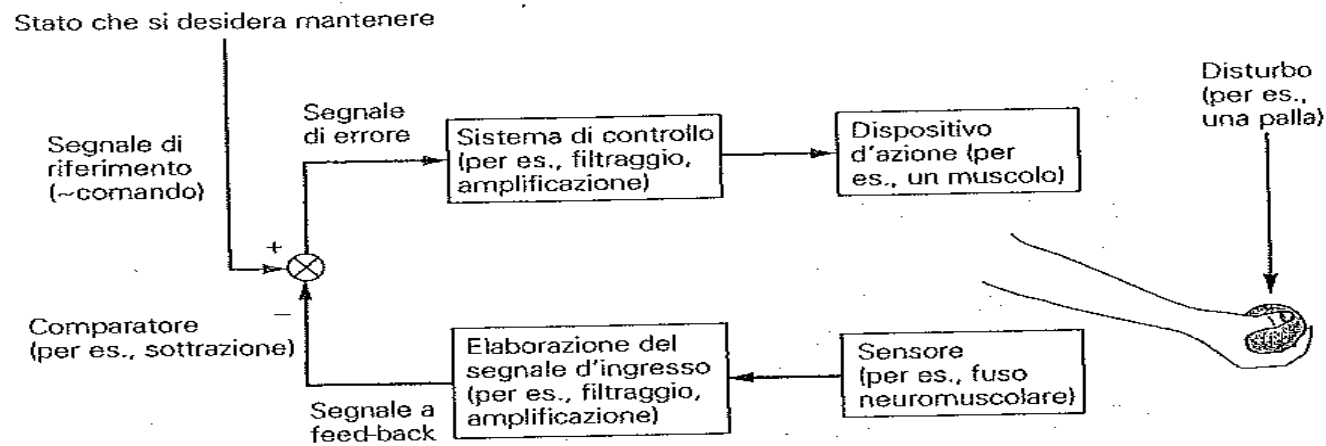 Stato che si desidera mantenere
Disturbo
(per es.,
una palla)
Segnale
di errore
Segnale di
riferimento
(~comando)
Sistema di controllo
(per es., filtraggio,
amplificazione)
Dispositivo
d'azione (per
es., un muscolo)
+
−
Comparatore
(per es., sottrazione)
Elaborazione del
segnale d'ingresso
(per es., filtraggio,
amplificazione)
Sensore
(per es., fuso
neuromuscolare)
Segnale a
feed-back